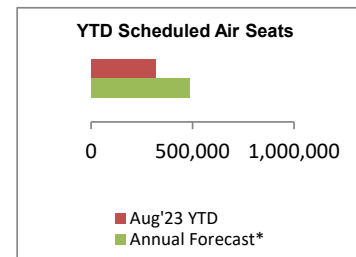 YTD Scheduled Air Seats
0 500,000 1,000,000
Aug'23 YTD
Annual Forecast*